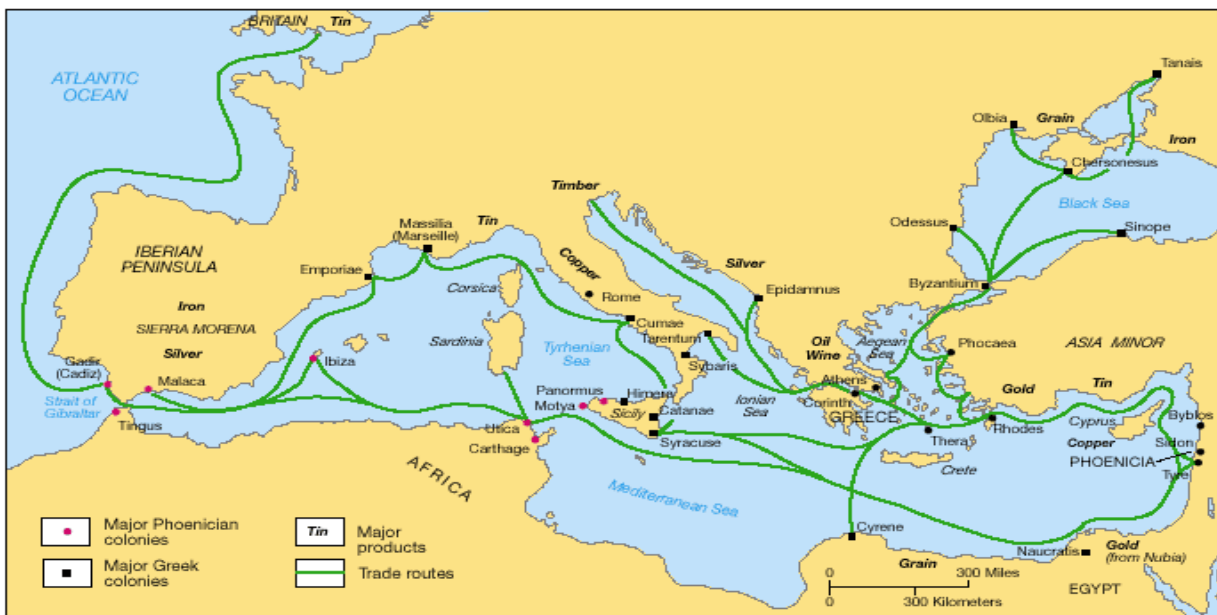 BRITAIN Tin
ATLANTIC
OCEAN
Tanais
Olbia
Grain
Iron
Chersonesus
Timber
Black Sea
Massilia
(Marseille)
Tin
Odessus
Sinope
IBERIAN
PENINSULA
Emporiae
Copper
Silver
Byzantium
Corsica
Rome
Epidamnus
Iron
SIERRA MORENA
Cumae
Tarentum
Oil
Wine
Aegean
Sea
Phocaea
ASIA MINOR
Silver
Sardinia
Tyrrhenian
Sea
Sybaris
Gadir
(Cadiz)
Malaca
Ibiza
Athens
Gold
Tin
Strait of
Gibraltar
Panormus
Himera
Ionian
Sea
Corinth
GREECE
Motya
Sicily
Catanae
Tingus
Utica
Syracuse
Thera
Rhodes
Cyprus
Byblos
Copper
Sidon
Carthage
Crete
PHOENICIA
Tyre
AFRICA
Mediterranean Sea
Cyrene
Naucratis
Gold
(from Nubia)
Grain
EGYPT
Major Phoenician
colonies
Major Greek
colonies
Tin
Major
products
Trade routes
0 300 Miles
0 300 Kilometers